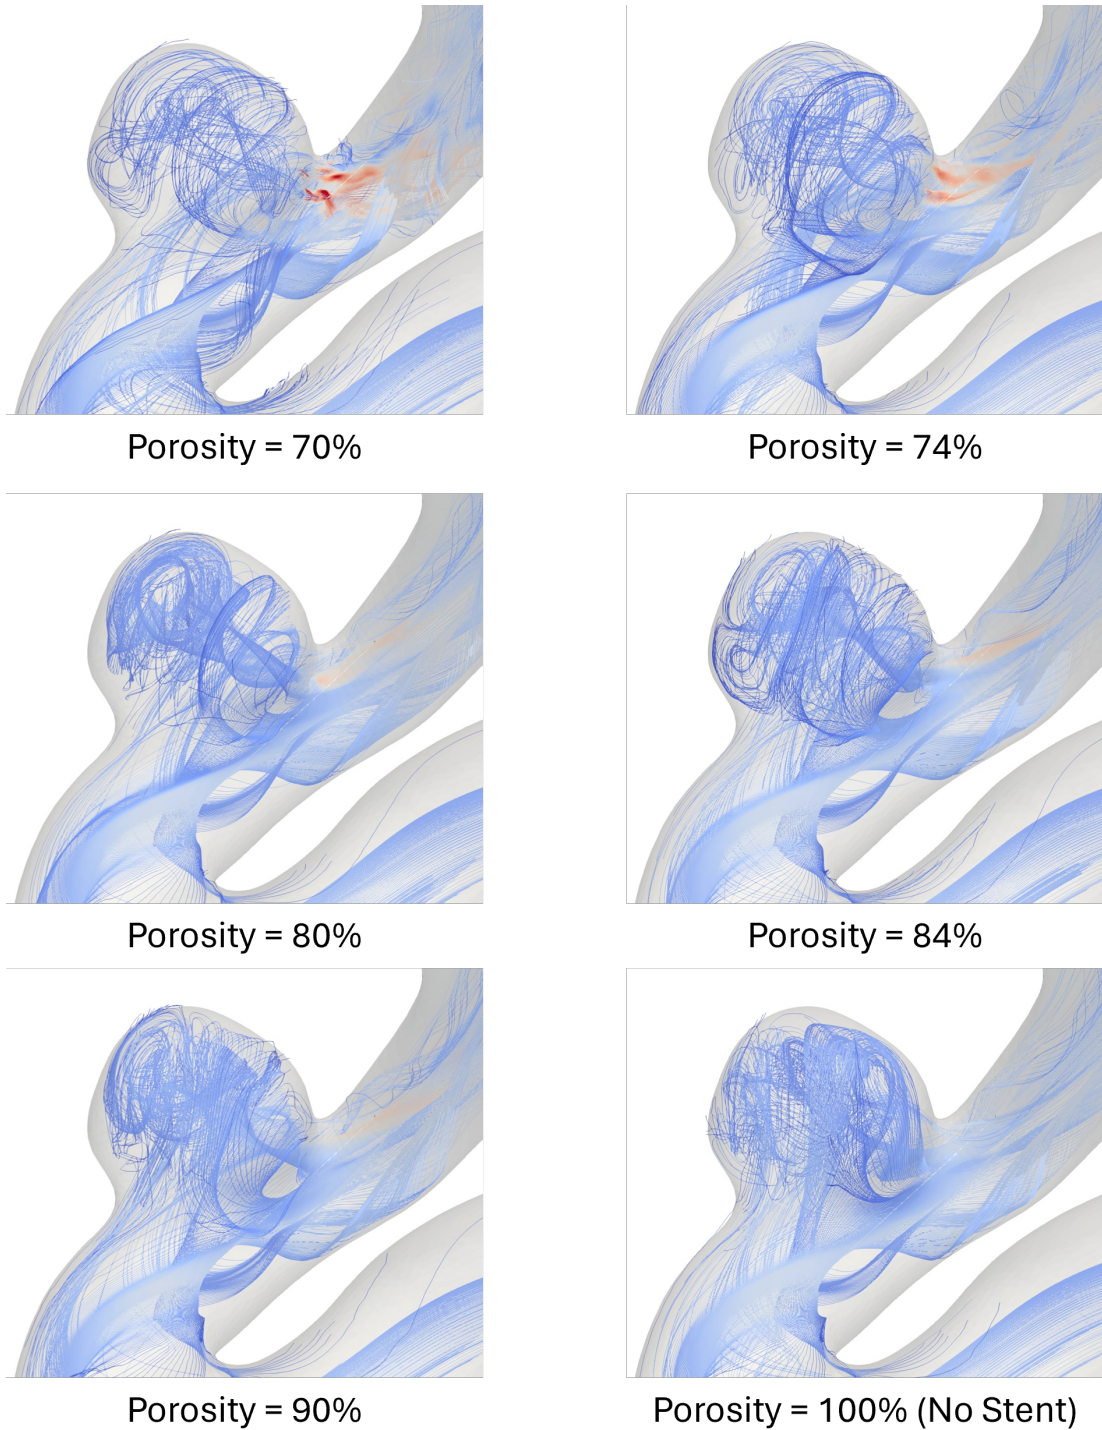 Porosity = 70%
Porosity = 74%
Porosity = 80%
Porosity = 84%
Porosity = 90%
Porosity = 100% (No Stent)